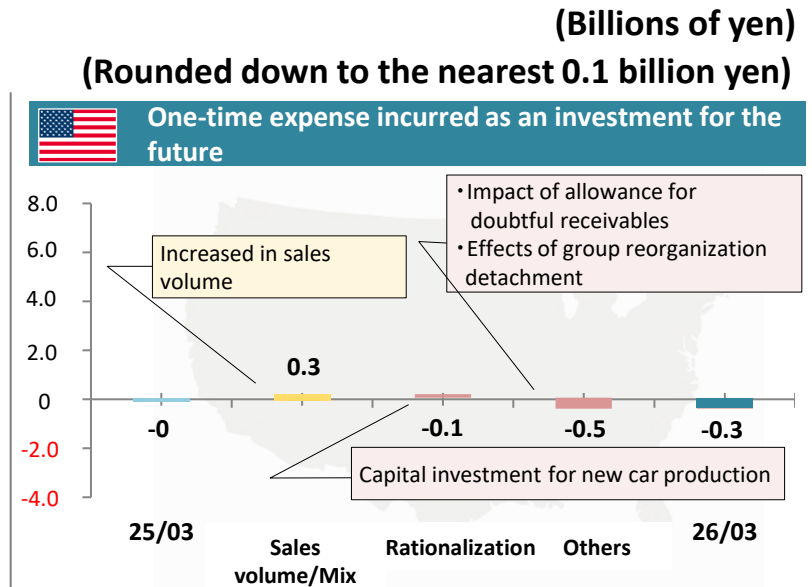 (Billions of yen)
(Rounded down to the nearest 0.1 billion yen)
One-time expense incurred as an investment for the
future
・Impact of allowance for
doubtful receivables
・Effects of group reorganization
detachment
Increased in sales
volume
8.0
6.0
4.0
2.0
0
-2.0
-4.0
-0
0.3
-0.1
-0.5
-0.3
Capital investment for new car production
25/03
Sales
volume/Mix
Rationalization
Others
26/03